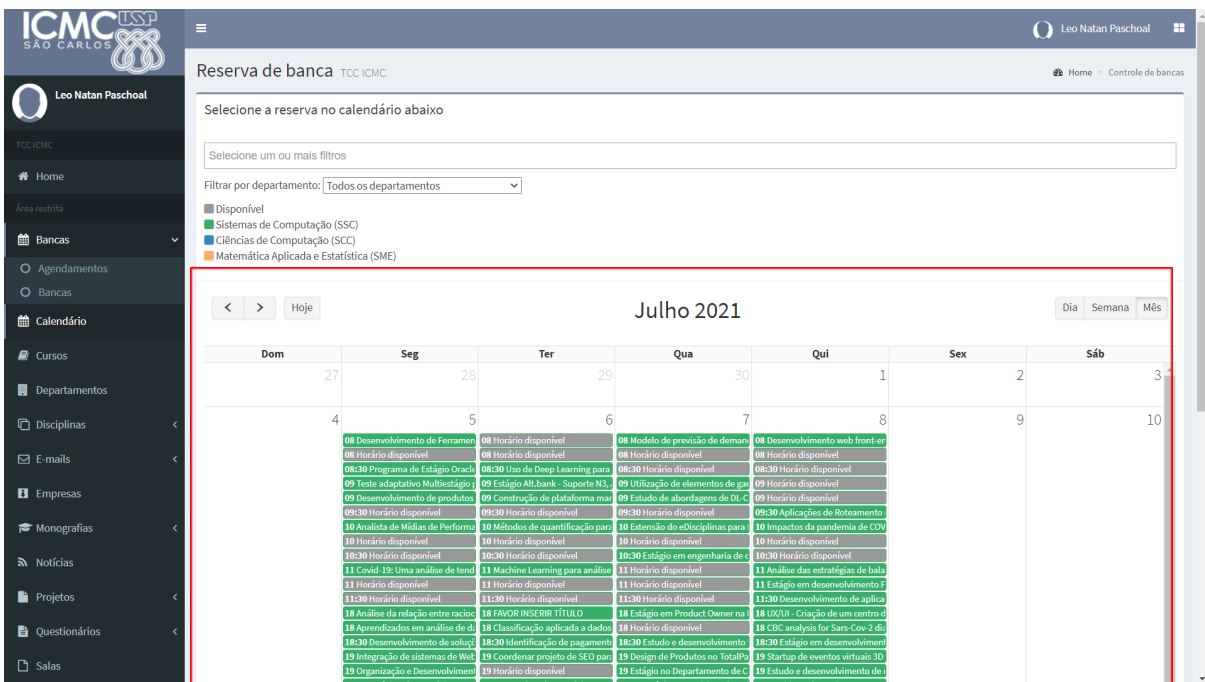 ICMC USP
SÃO CARLOS
Leo Natan Paschoal
Leo Natan Paschoal
TCC ICMC
Home
Área restrita
Bancas
Agendamentos
Bancas
Calendário
Cursos
Departamentos
Disciplinas
E-mails
Empresas
Monografias
Notícias
Projetos
Questionários
Salas
Reserva de banca TCC ICMC
Home > Controle de bancas
Selecione a reserva no calendário abaixo
Selecione um ou mais filtros
Filtrar por departamento: Todos os departamentos
Disponível
Sistemas de Computação (SSC)
Ciências de Computação (SCC)
Matemática Aplicada e Estatística (SME)
< > Hoje Julho 2021 Dia Semana Mês
Dom Seg Ter Qua Qui Sex Sáb
27 28 29 30 1 2 3
4 5 6 7 8 9 10
08 Desenvolvimento de Ferramen 08 Horário disponível 08 Modelo de previsão de deman 08 Desenvolvimento web front-en
08 Horário disponível 08 Horário disponível 08 Horário disponível 08 Horário disponível
08:30 Programa de Estágio Oracle 08:30 Uso de Deep Learning para 08:30 Horário disponível 08:30 Horário disponível
09 Teste adaptativo Multiestágio 09 Estágio Alt.bank - Suporte N3, 09 Utilização de elementos de gar 09 Horário disponível
09 Desenvolvimento de produtos 09 Construção de plataforma mar 09 Estudo de abordagens de DL-C 09 Horário disponível
09:30 Horário disponível 09:30 Horário disponível 09:30 Horário disponível 09:30 Aplicações de Roteamento
10 Analista de Mídias de Performa 10 Métodos de quantificação para 10 Extensão do eDisciplinas para 10 Impactos da pandemia de COV
10 Horário disponível 10 Horário disponível 10 Horário disponível 10 Horário disponível
10:30 Horário disponível 10:30 Horário disponível 10:30 Estágio em engenharia de 10:30 Horário disponível
11 Covid-19: Uma análise de tend 11 Machine Learning para análise 11 Horário disponível 11 Análise das estratégias de bala
11 Horário disponível 11 Horário disponível 11 Horário disponível 11 Estágio em desenvolvimento F
11:30 Horário disponível 11:30 Horário disponível 11:30 Horário disponível 11:30 Desenvolvimento de aplica
18 Análise da relação entre racioc 18 FAVOR INSERIR TÍTULO 18 Estágio em Product Owner na 18 UX/UI - Criação de um centro d
18 Aprendizados em análise de da 18 Classificação aplicada a dados 18 Horário disponível 18 CBC analysis for Sars-Cov-2 dia
18:30 Desenvolvimento de soluçõ 18:30 Identificação de pagamento 18:30 Estudo e desenvolvimento 18:30 Estágio em desenvolviment
19 Integração de sistemas de Web 19 Coordenar projeto de SEO para 19 Design de Produtos no TotalPa 19 Startup de eventos virtuais 3D
19 Organização e Desenvolviment 19 Horário disponível 19 Estágio no Departamento de C 19 Estudo e desenvolvimento de